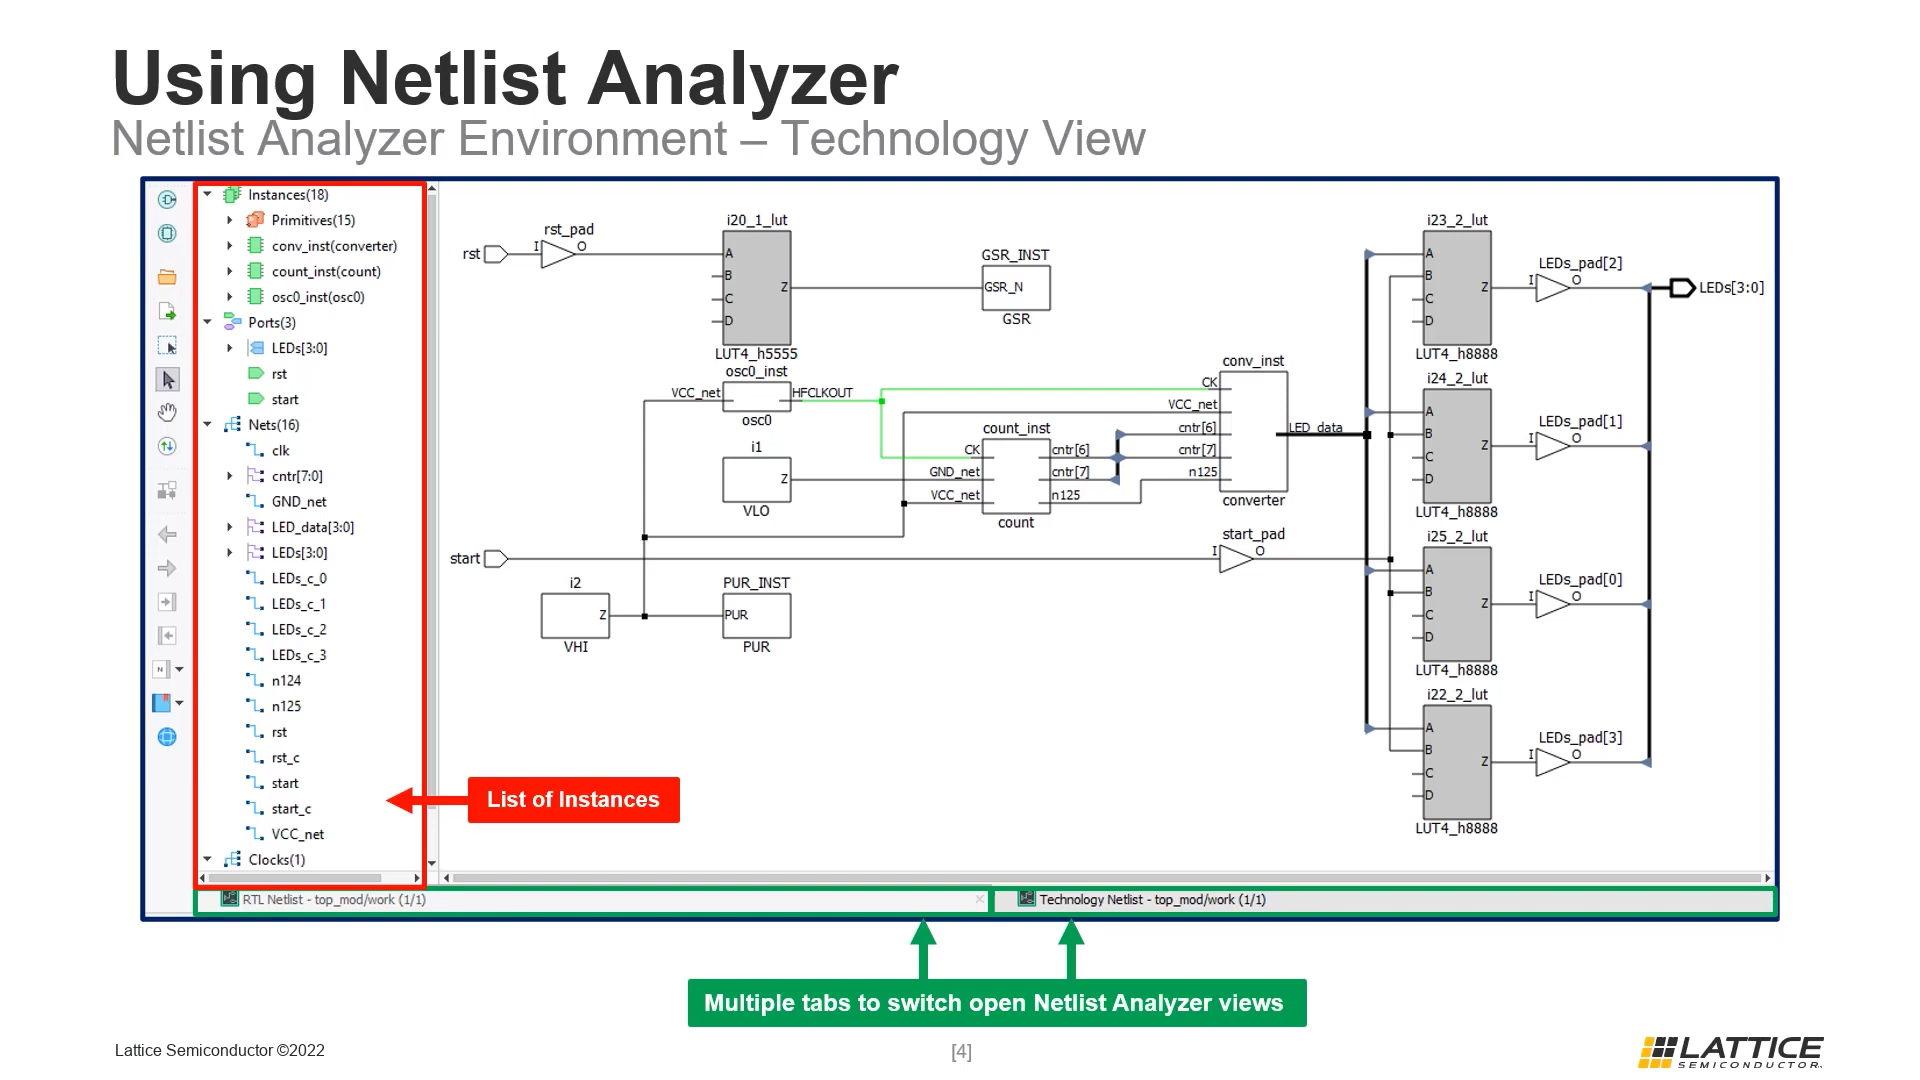 Using Netlist Analyzer
Netlist Analyzer Environment – Technology View
Instances(18)
Primitives(15)
conv_inst(converter)
count_inst(count)
osc0_inst(osc0)
Ports(3)
LEDs[3:0]
rst
start
Nets(16)
clk
cntr[7:0]
GND_net
LED_data[3:0]
LEDs[3:0]
LEDs_c_0
LEDs_c_1
LEDs_c_2
LEDs_c_3
n124
n125
rst
rst_c
start
start_c
VCC_net
Clocks(1)
rst
rst_pad
I
O
i20_1_lut
A
B
C
D
Z
LUT4_h5555
GSR_INST
GSR_N
GSR
osc0_inst
VCC_net
HFCLKOUT
osc0
i1
Z
VLO
count_inst
CK
GND_net
VCC_net
cntr[6]
cntr[7]
n125
count
conv_inst
CK
VCC_net
cntr[6]
cntr[7]
n125
LED_data
converter
start
start_pad
I
O
i2
Z
VHI
PUR_INST
PUR
PUR
i23_2_lut
A
B
C
D
Z
LUT4_h8888
LEDs_pad[2]
I
O
LEDs[3:0]
i24_2_lut
A
B
C
D
Z
LUT4_h8888
LEDs_pad[1]
I
O
i25_2_lut
A
B
C
D
Z
LUT4_h8888
LEDs_pad[0]
I
O
i22_2_lut
A
B
C
D
Z
LUT4_h8888
LEDs_pad[3]
I
O
N
List of Instances
RTL Netlist - top_mod/work (1/1)
Technology Netlist - top_mod/work (1/1)
Multiple tabs to switch open Netlist Analyzer views
Lattice Semiconductor ©2022
[4]
LATTICE
SEMICONDUCTOR